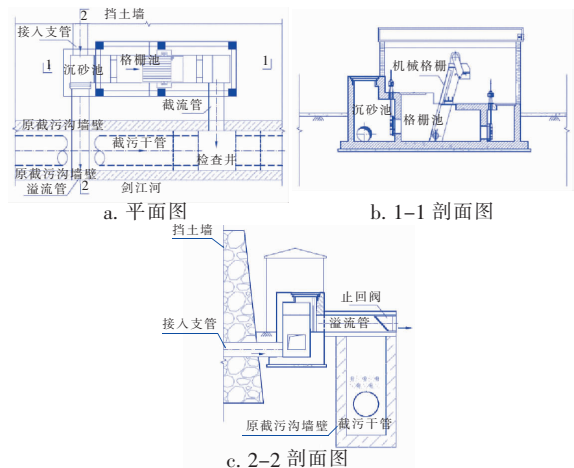 挡土墙
接入支管
2
1
沉砂池
格栅池
1
截流管
原截污沟墙壁
截污干管
检查井
原截污沟墙壁
溢流管
2
剑江河
a. 平面图
机械格栅
沉砂池
格栅池
b. 1-1 剖面图
挡土墙
止回阀
接入支管
溢流管
原截污沟墙壁
截污干管
c. 2-2 剖面图